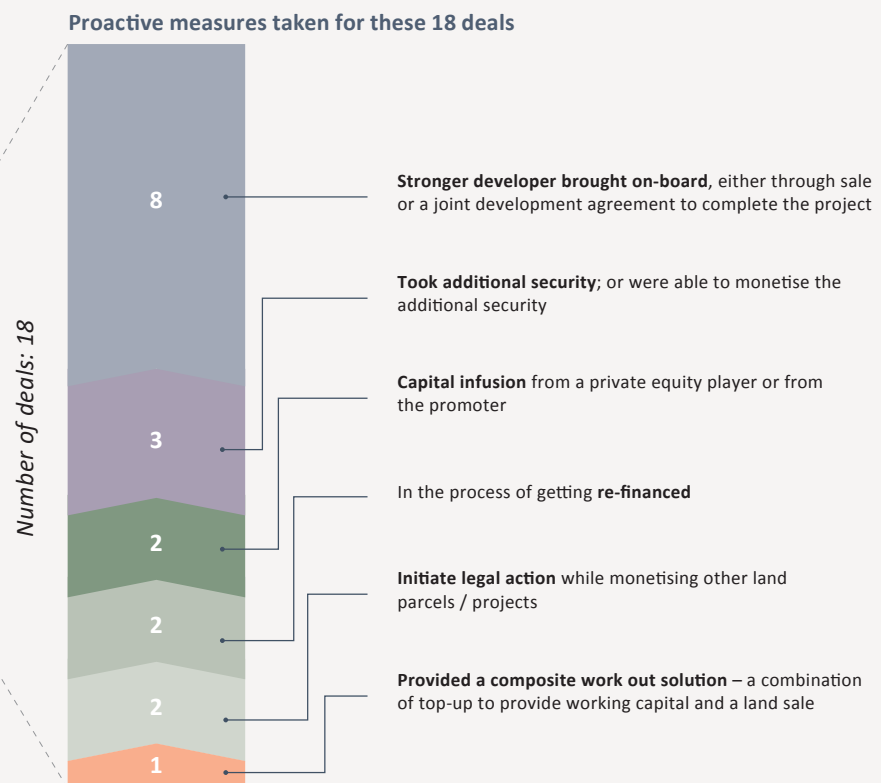 Proactive measures taken for these 18 deals
Number of deals: 18
8
Stronger developer brought on-board, either through sale
or a joint development agreement to complete the project
3
Took additional security; or were able to monetise the
additional security
2
Capital infusion from a private equity player or from
the promoter
2
In the process of getting re-financed
2
Initiate legal action while monetising other land
parcels / projects
1
Provided a composite work out solution – a combination
of top-up to provide working capital and a land sale